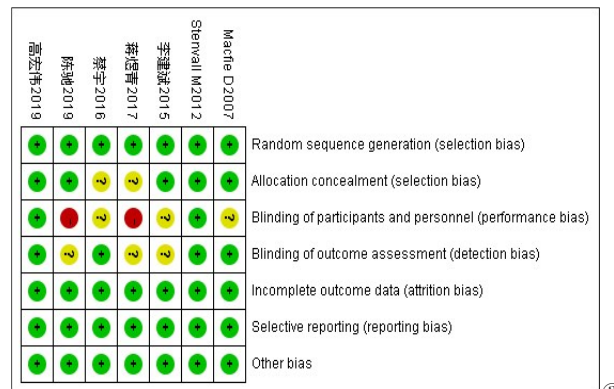 高宏伟2019
陈驰2019
蔡宇2016
蒋煜青2017
李建斌2015
Stenvall M2012
Macfie D2007
Random sequence generation (selection bias)
Allocation concealment (selection bias)
Blinding of participants and personnel (performance bias)
Blinding of outcome assessment (detection bias)
Incomplete outcome data (attrition bias)
Selective reporting (reporting bias)
Other bias